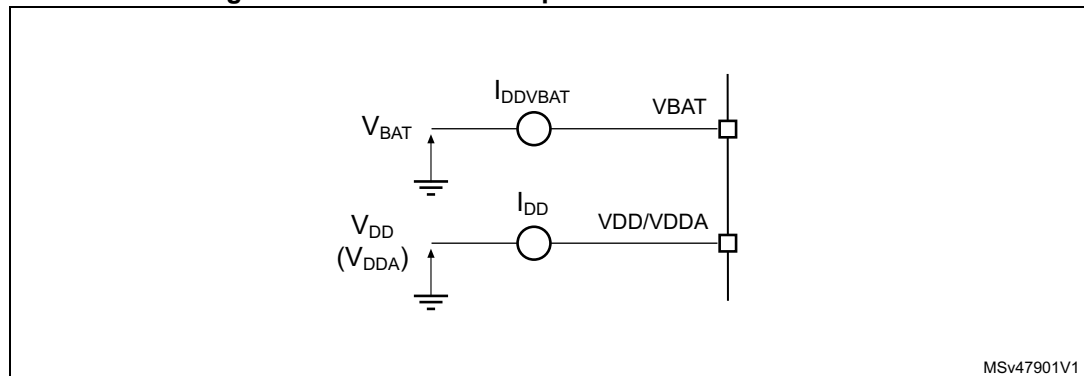 I_DDVBAT
V_BAT
VBAT
I_DD
V_DD
(V_DDA)
VDD/VDDA
MSv47901V1